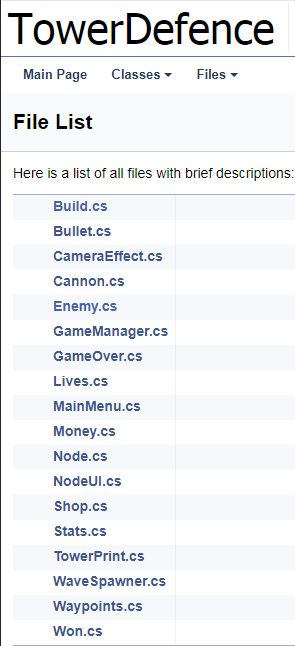 TowerDefence
Main Page Classes Files
File List
Here is a list of all files with brief descriptions:
Build.cs
Bullet.cs
CameraEffect.cs
Cannon.cs
Enemy.cs
GameManager.cs
GameOver.cs
Lives.cs
MainMenu.cs
Money.cs
Node.cs
NodeUI.cs
Shop.cs
Stats.cs
TowerPrint.cs
WaveSpawner.cs
Waypoints.cs
Won.cs